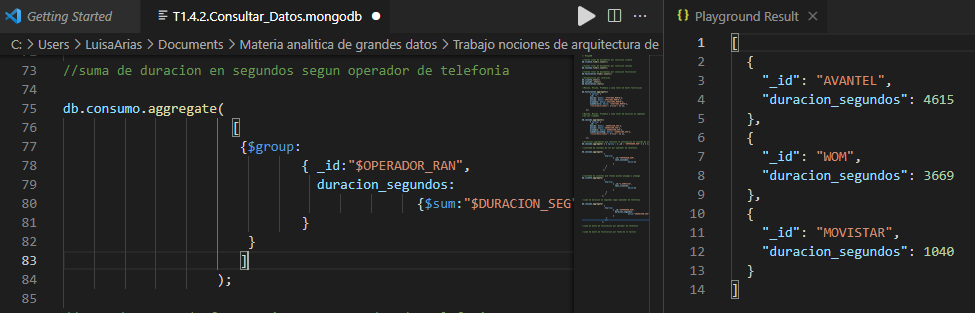 Getting Started
T1.4.2.Consultar_Datos.mongodb
Playground Result
C: > Users > LuisaArias > Documents > Materia analitica de grandes datos > Trabajo nociones de arquitectura de
73 //suma de duracion en segundos segun operador de telefonia
74
75 db.consumo.aggregate(
76 [
77 {$group:
78 { _id:"$OPERADOR_RAN",
79 duracion_segundos:
80 {$sum:"$DURACION_SEG
81 }
82 }
83 ]
84 );
85
1 [
2 {
3 "_id": "AVANTEL",
4 "duracion_segundos": 4615
5 },
6 {
7 "_id": "WOM",
8 "duracion_segundos": 3669
9 },
10 {
11 "_id": "MOVISTAR",
12 "duracion_segundos": 1040
13 }
14 ]